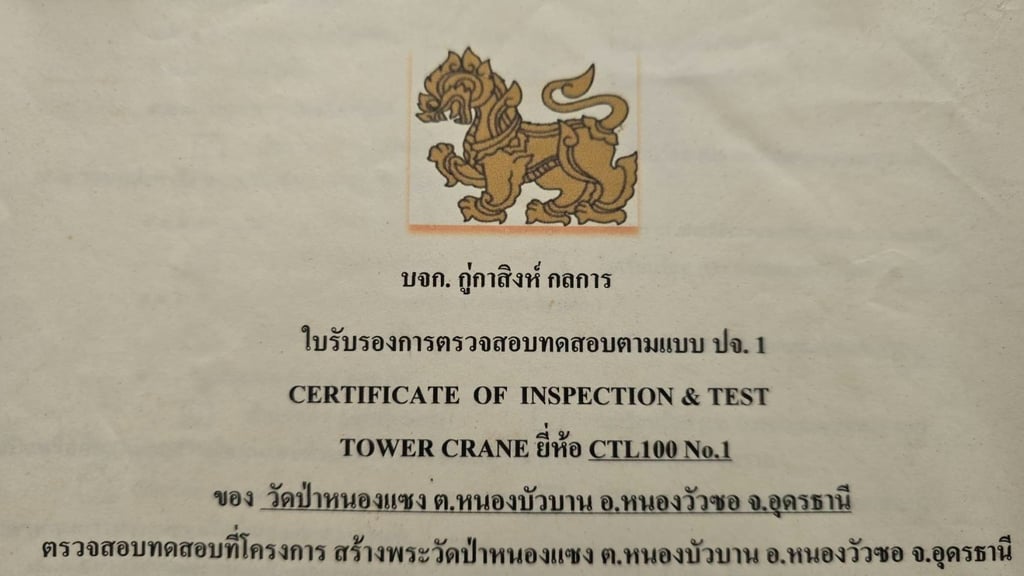 บจก. กู่กาสิงห์ กลการ
ใบรับรองการตรวจสอบทดสอบตามแบบ ปจ. 1
CERTIFICATE OF INSPECTION & TEST
TOWER CRANE ยี่ห้อ CTL100 No.1
ของ วัดป่าหนองแซง ต.หนองบัวบาน อ.หนองวัวซอ จ.อุดรธานี
ตรวจสอบทดสอบที่โครงการ สร้างพระวัดป่าหนองแซง ต.หนองบัวบาน อ.หนองวัวซอ จ.อุดรธานี